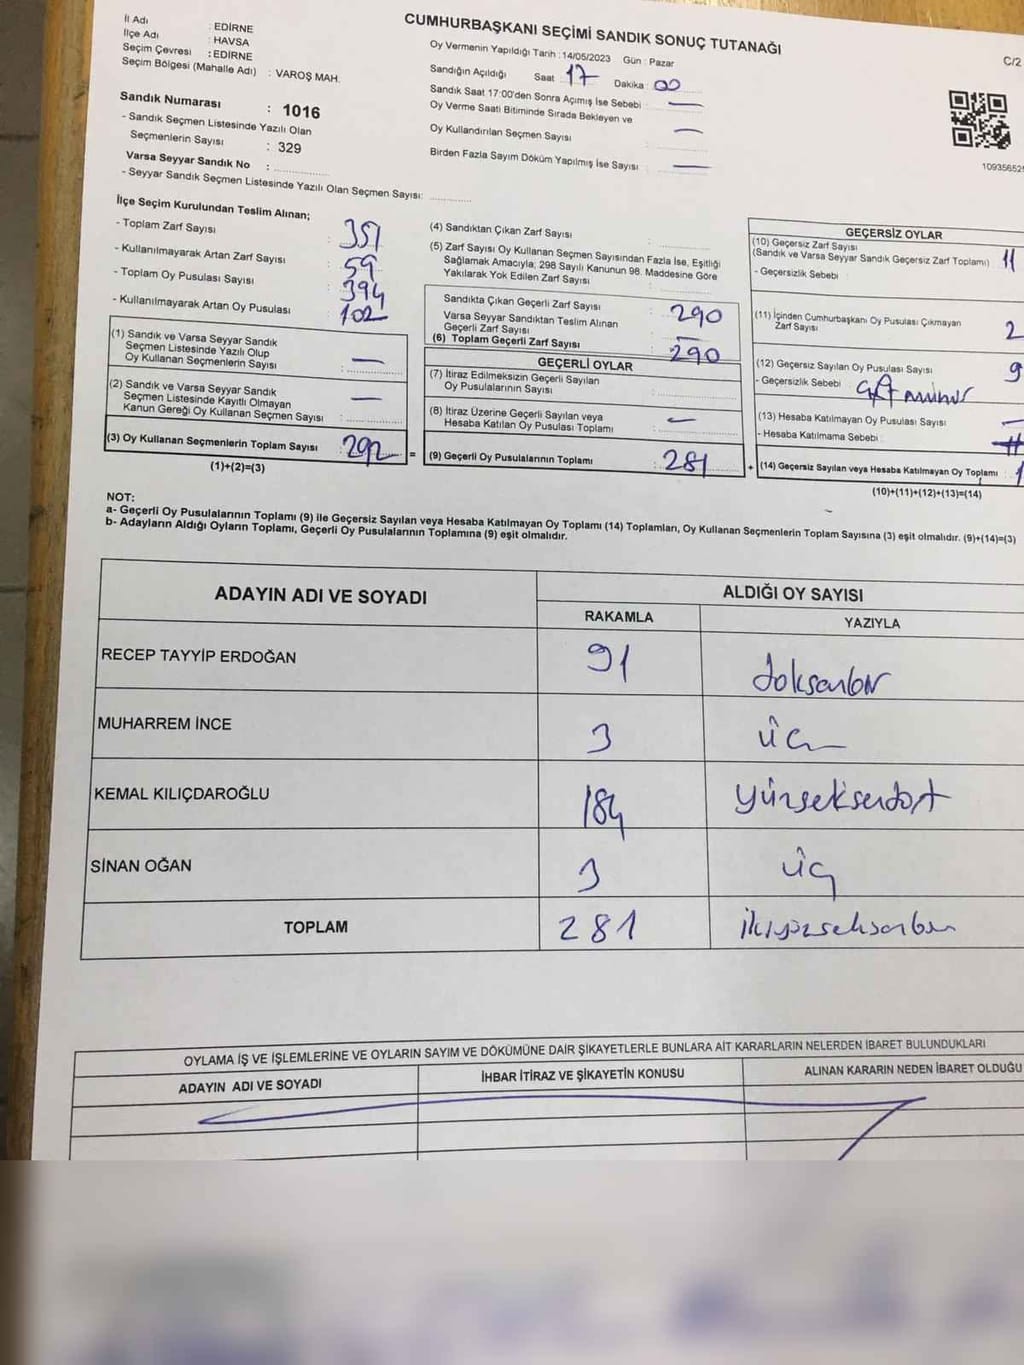 CUMHURBAŞKANI SEÇİMİ SANDIK SONUÇ TUTANAĞI
C/2
İl Adı : EDİRNE
İlçe Adı : HAVSA
Seçim Çevresi : EDİRNE
Seçim Bölgesi (Mahalle Adı) : VAROŞ MAH.
Sandık Numarası : 1016
- Sandık Seçmen Listesinde Yazılı Olan
Seçmenlerin Sayısı : 329
Varsa Seyyar Sandık No :
- Seyyar Sandık Seçmen Listesinde Yazılı Olan Seçmen Sayısı:
Oy Vermenin Yapıldığı Tarih : 14/05/2023 Gün : Pazar
Sandığın Açıldığı Saat : 17 Dakika : 00
Sandık Saat 17:00'den Sonra Açımış İse Sebebi : —
Oy Verme Saati Bitiminde Sırada Bekleyen ve
Oy Kullandırılan Seçmen Sayısı : —
Birden Fazla Sayım Döküm Yapılmış İse Sayısı : —
109356529
İlçe Seçim Kurulundan Teslim Alınan;
- Toplam Zarf Sayısı : 351
- Kullanılmayarak Artan Zarf Sayısı : 59
- Toplam Oy Pusulası Sayısı : 394
- Kullanılmayarak Artan Oy Pusulası : 102
(1) Sandık ve Varsa Seyyar Sandık
Seçmen Listesinde Yazılı Olup
Oy Kullanan Seçmenlerin Sayısı : —
(2) Sandık ve Varsa Seyyar Sandık
Seçmen Listesinde Kayıtlı Olmayan
Kanun Gereği Oy Kullanan Seçmen Sayısı : —
(3) Oy Kullanan Seçmenlerin Toplam Sayısı : 292
(1)+(2)=(3)
(4) Sandıktan Çıkan Zarf Sayısı :
(5) Zarf Sayısı Oy Kullanan Seçmen Sayısından Fazla İse, Eşitliği
Sağlamak Amacıyla, 298 Sayılı Kanunun 98. Maddesine Göre
Yakılarak Yok Edilen Zarf Sayısı :
Sandıkta Çıkan Geçerli Zarf Sayısı : 290
Varsa Seyyar Sandıktan Teslim Alınan
Geçerli Zarf Sayısı : —
(6) Toplam Geçerli Zarf Sayısı : 290
GEÇERLİ OYLAR
(7) İtiraz Edilmeksizin Geçerli Sayılan
Oy Pusulalarının Sayısı :
(8) İtiraz Üzerine Geçerli Sayılan veya
Hesaba Katılan Oy Pusulası Toplamı : —
= (9) Geçerli Oy Pusulalarının Toplamı : 281
GEÇERSİZ OYLAR
(10) Geçersiz Zarf Sayısı
(Sandık ve Varsa Seyyar Sandık Geçersiz Zarf Toplamı) : 11
- Geçersizlik Sebebi :
(11) İçinden Cumhurbaşkanı Oy Pusulası Çıkmayan
Zarf Sayısı : 2
(12) Geçersiz Sayılan Oy Pusulası Sayısı : 9
- Geçersizlik Sebebi :
(13) Hesaba Katılmayan Oy Pusulası Sayısı : —
- Hesaba Katılmama Sebebi :
+ (14) Geçersiz Sayılan veya Hesaba Katılmayan Oy Toplamı :
(10)+(11)+(12)+(13)=(14)
NOT:
a- Geçerli Oy Pusulalarının Toplamı (9) ile Geçersiz Sayılan veya Hesaba Katılmayan Oy Toplamı (14) Toplamları, Oy Kullanan Seçmenlerin Toplam Sayısına (3) eşit olmalıdır. (9)+(14)=(3)
b- Adayların Aldığı Oyların Toplamı, Geçerli Oy Pusulalarının Toplamına (9) eşit olmalıdır.
ADAYIN ADI VE SOYADI
ALDIĞI OY SAYISI
RAKAMLA YAZIYLA
RECEP TAYYİP ERDOĞAN 91 doksanbir
MUHARREM İNCE 3 üç
KEMAL KILIÇDAROĞLU 184 yüzseksendört
SİNAN OĞAN 3 üç
TOPLAM 281 ikiyüzseksenbir
OYLAMA İŞ VE İŞLEMLERİNE VE OYLARIN SAYIM VE DÖKÜMÜNE DAİR ŞİKAYETLERLE BUNLARA AİT KARARLARIN NELERDEN İBARET BULUNDUKLARI
ADAYIN ADI VE SOYADI İHBAR İTİRAZ VE ŞİKAYETİN KONUSU ALINAN KARARIN NEDEN İBARET OLDUĞU